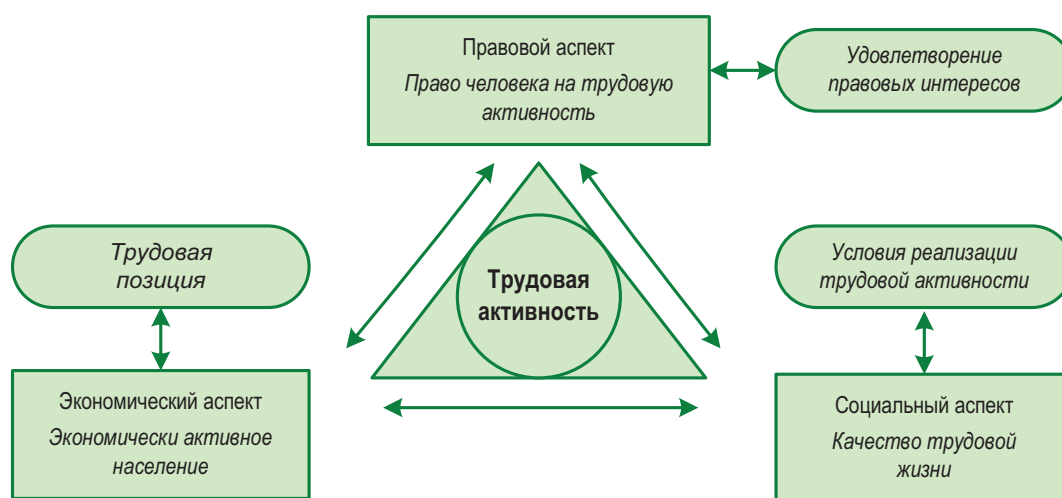 Правовой аспект
Право человека на трудовую
активность
Удовлетворение
правовых интересов
Трудовая
позиция
Трудовая
активность
Условия реализации
трудовой активности
Экономический аспект
Экономически активное
население
Социальный аспект
Качество трудовой
жизни